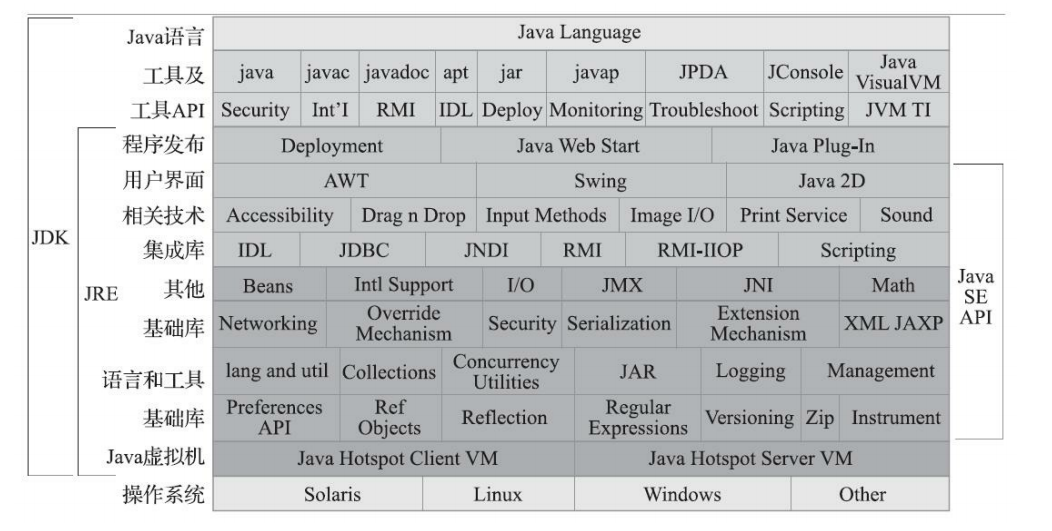 Java语言 Java Language
工具及 java javac javadoc apt jar javap JPDA JConsole Java VisualVM
工具API Security Int'I RMI IDL Deploy Monitoring Troubleshoot Scripting JVM TI
程序发布 Deployment Java Web Start Java Plug-In
用户界面 AWT Swing Java 2D
相关技术 Accessibility Drag n Drop Input Methods Image I/O Print Service Sound
JDK
集成库 IDL JDBC JNDI RMI RMI-IIOP Scripting
JRE
其他 Beans Intl Support I/O JMX JNI Math
Java SE API
基础库 Networking Override Mechanism Security Serialization Extension Mechanism XML JAXP
语言和工具 lang and util Collections Concurrency Utilities JAR Logging Management
基础库 Preferences API Ref Objects Reflection Regular Expressions Versioning Zip Instrument
Java虚拟机 Java Hotspot Client VM Java Hotspot Server VM
操作系统 Solaris Linux Windows Other